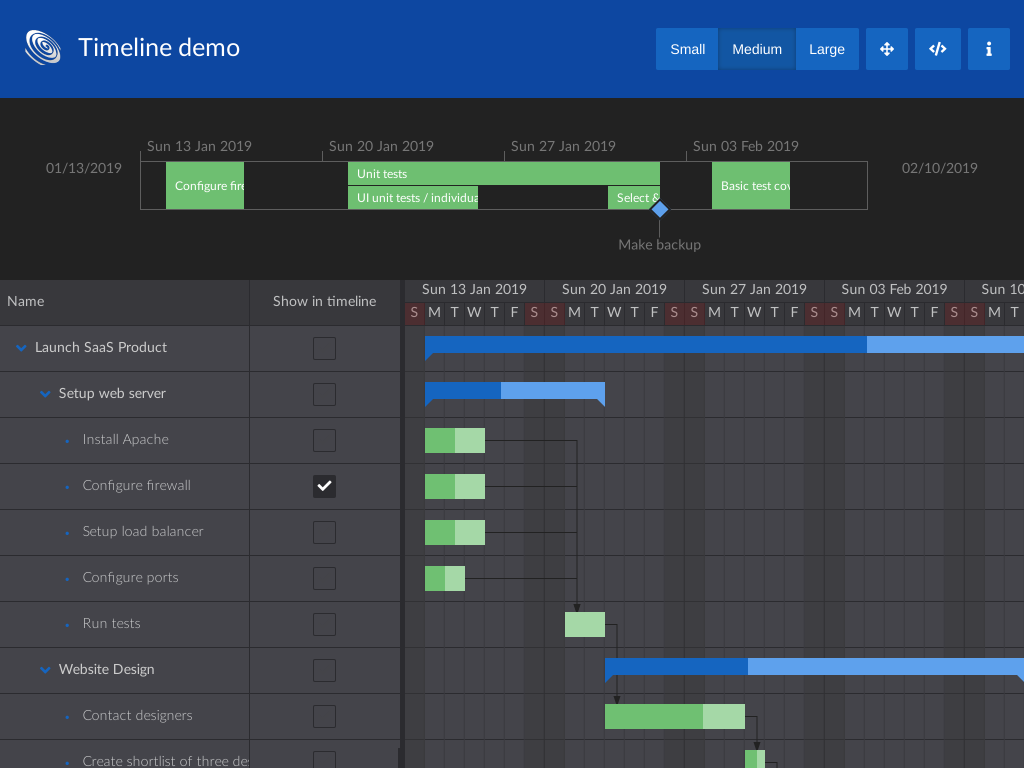 Timeline demo
Small Medium Large
Sun 13 Jan 2019 Sun 20 Jan 2019 Sun 27 Jan 2019 Sun 03 Feb 2019
01/13/2019 02/10/2019
Unit tests
Configure fire Basic test cov
UI unit tests / individua Select &
Make backup
Name Show in timeline
Sun 13 Jan 2019 Sun 20 Jan 2019 Sun 27 Jan 2019 Sun 03 Feb 2019 Sun 10
S M T W T F S S M T W T F S S M T W T F S S M T W T F S S M T
Launch SaaS Product
Setup web server
Install Apache
Configure firewall
Setup load balancer
Configure ports
Run tests
Website Design
Contact designers
Create shortlist of three des